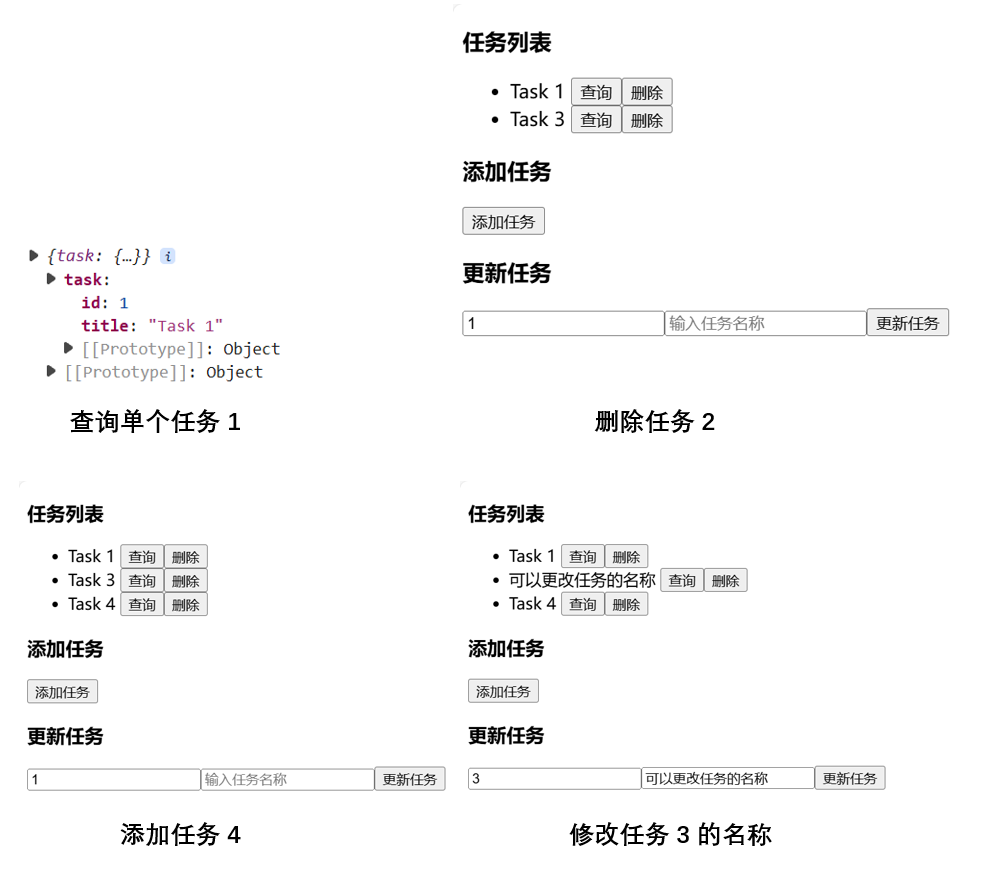 {task: {…}} i
task:
id: 1
title: "Task 1"
[[Prototype]]: Object
[[Prototype]]: Object
查询单个任务 1
任务列表
Task 1 查询 删除
Task 3 查询 删除
添加任务
添加任务
更新任务
1 输入任务名称 更新任务
删除任务 2
任务列表
Task 1 查询 删除
Task 3 查询 删除
Task 4 查询 删除
添加任务
添加任务
更新任务
1 输入任务名称 更新任务
添加任务 4
任务列表
Task 1 查询 删除
可以更改任务的名称 查询 删除
Task 4 查询 删除
添加任务
添加任务
更新任务
3 可以更改任务的名称 更新任务
修改任务 3 的名称